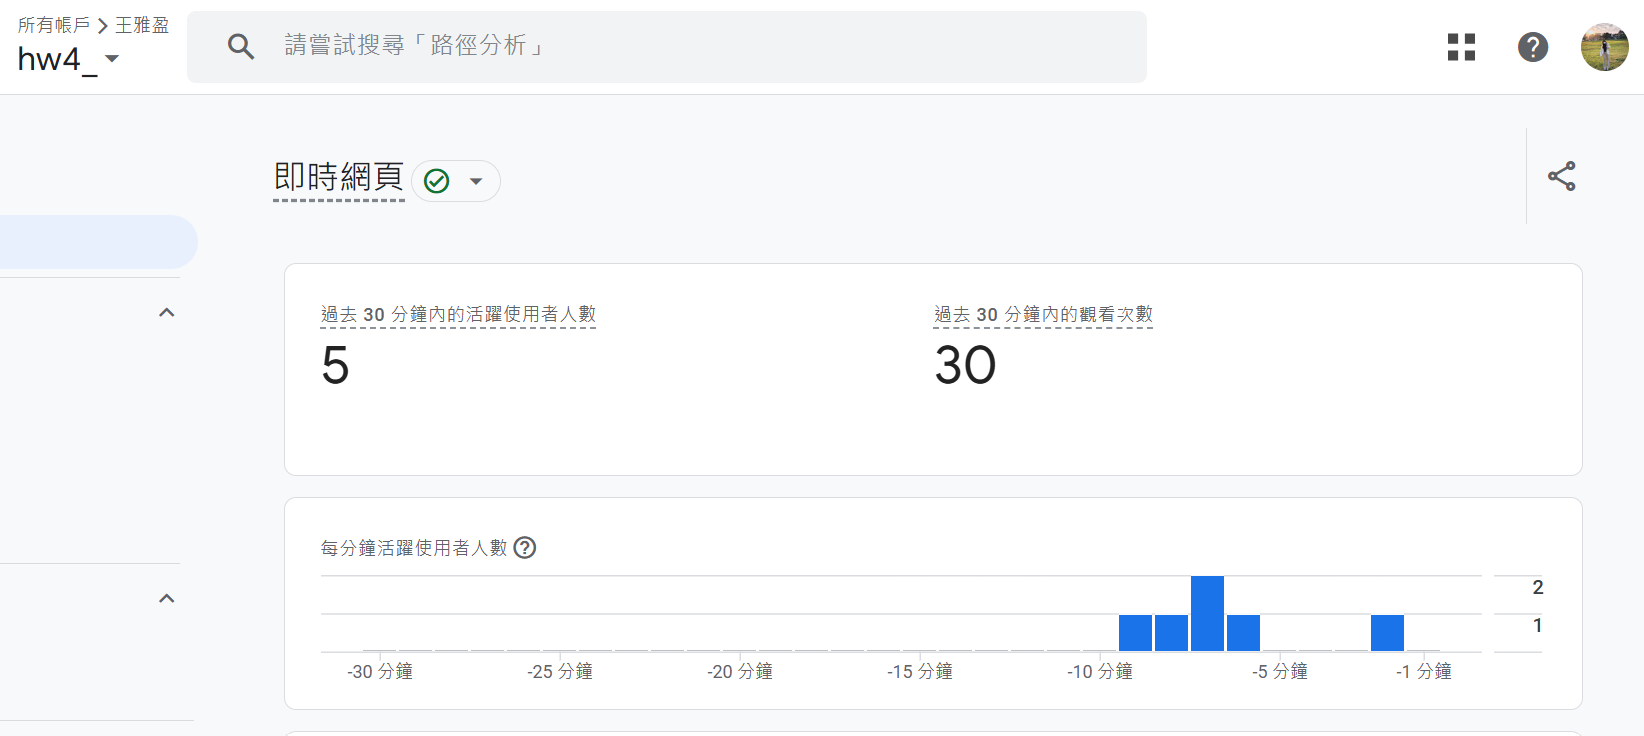 所有帳戶 > 王雅盈
hw4_
請嘗試搜尋「路徑分析」
即時網頁
過去 30 分鐘內的活躍使用者人數
5
過去 30 分鐘內的觀看次數
30
每分鐘活躍使用者人數
2
1
-30 分鐘 -25 分鐘 -20 分鐘 -15 分鐘 -10 分鐘 -5 分鐘 -1 分鐘